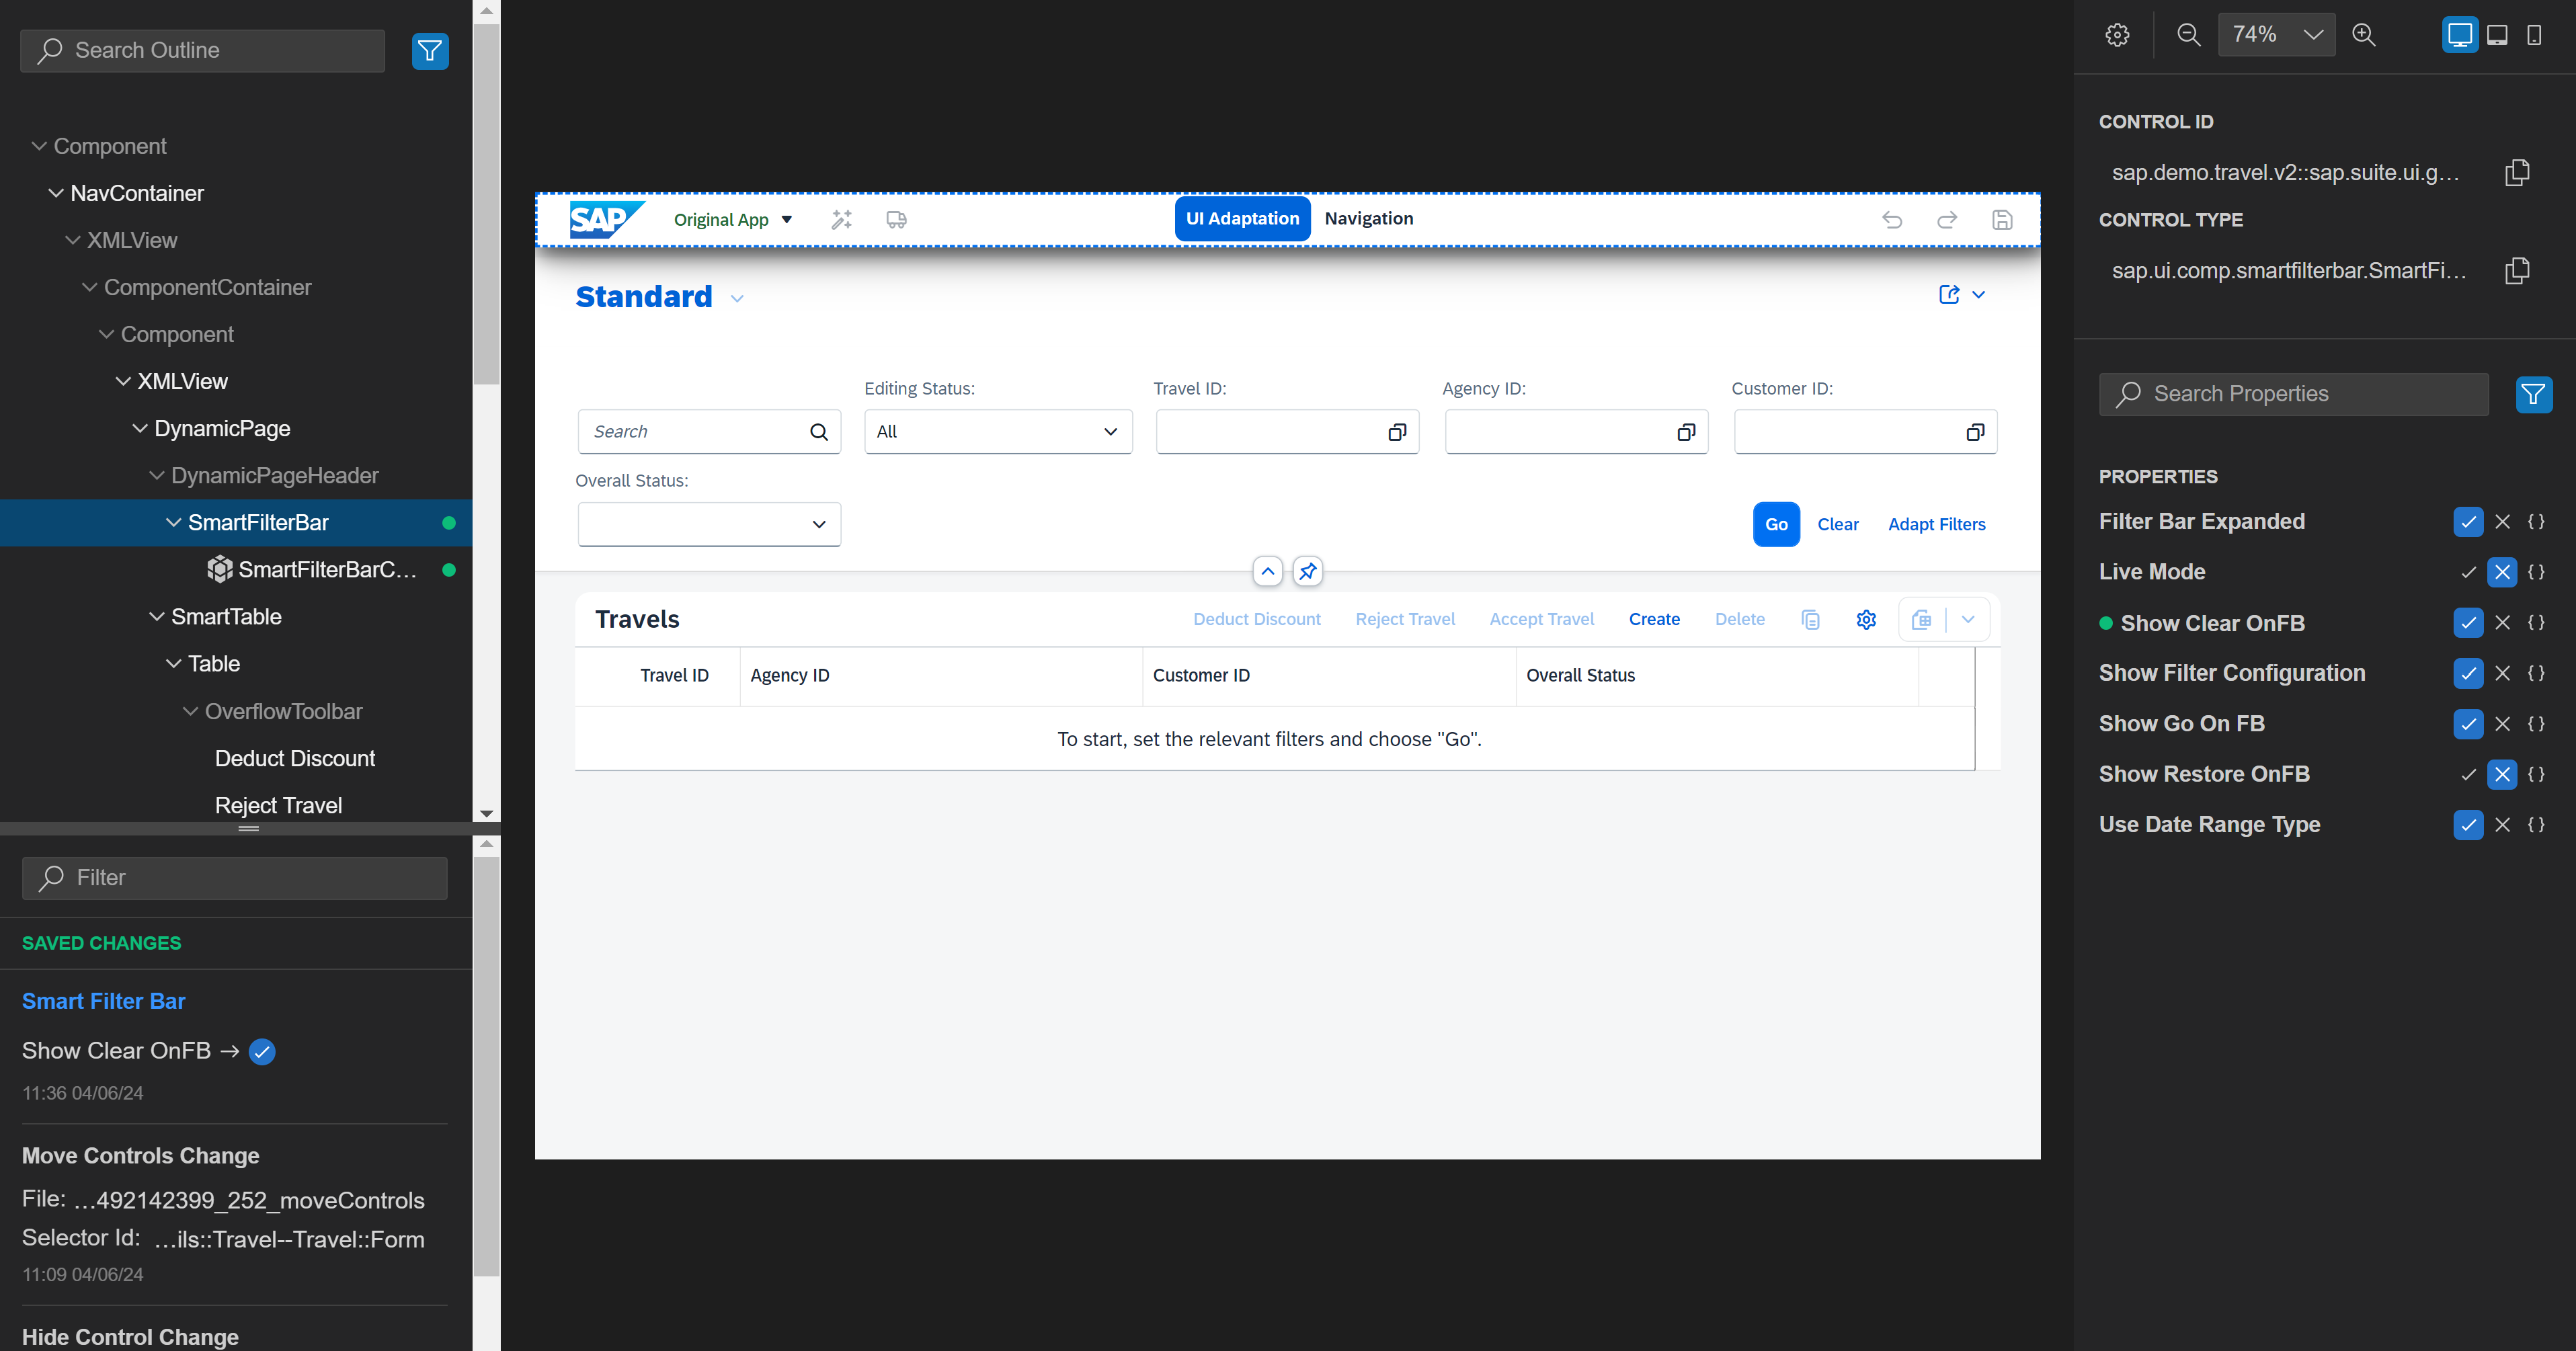 Search Outline
Component
NavContainer
XMLView
ComponentContainer
Component
XMLView
DynamicPage
DynamicPageHeader
SmartFilterBar
SmartFilterBarC...
SmartTable
Table
OverflowToolbar
Deduct Discount
Reject Travel
Filter
SAVED CHANGES
Smart Filter Bar
Show Clear OnFB →
11:36 04/06/24
Move Controls Change
File: ...492142399_252_moveControls
Selector Id: ...ils::Travel--Travel::Form
11:09 04/06/24
Hide Control Change
SAP Original App UI Adaptation Navigation
Standard
Editing Status: Travel ID: Agency ID: Customer ID:
Search All
Overall Status:
Go Clear Adapt Filters
Travels Deduct Discount Reject Travel Accept Travel Create Delete
Travel ID Agency ID Customer ID Overall Status
To start, set the relevant filters and choose "Go".
74%
CONTROL ID
sap.demo.travel.v2::sap.suite.ui.g...
CONTROL TYPE
sap.ui.comp.smartfilterbar.SmartFi...
Search Properties
PROPERTIES
Filter Bar Expanded { }
Live Mode { }
Show Clear OnFB { }
Show Filter Configuration { }
Show Go On FB { }
Show Restore OnFB { }
Use Date Range Type { }